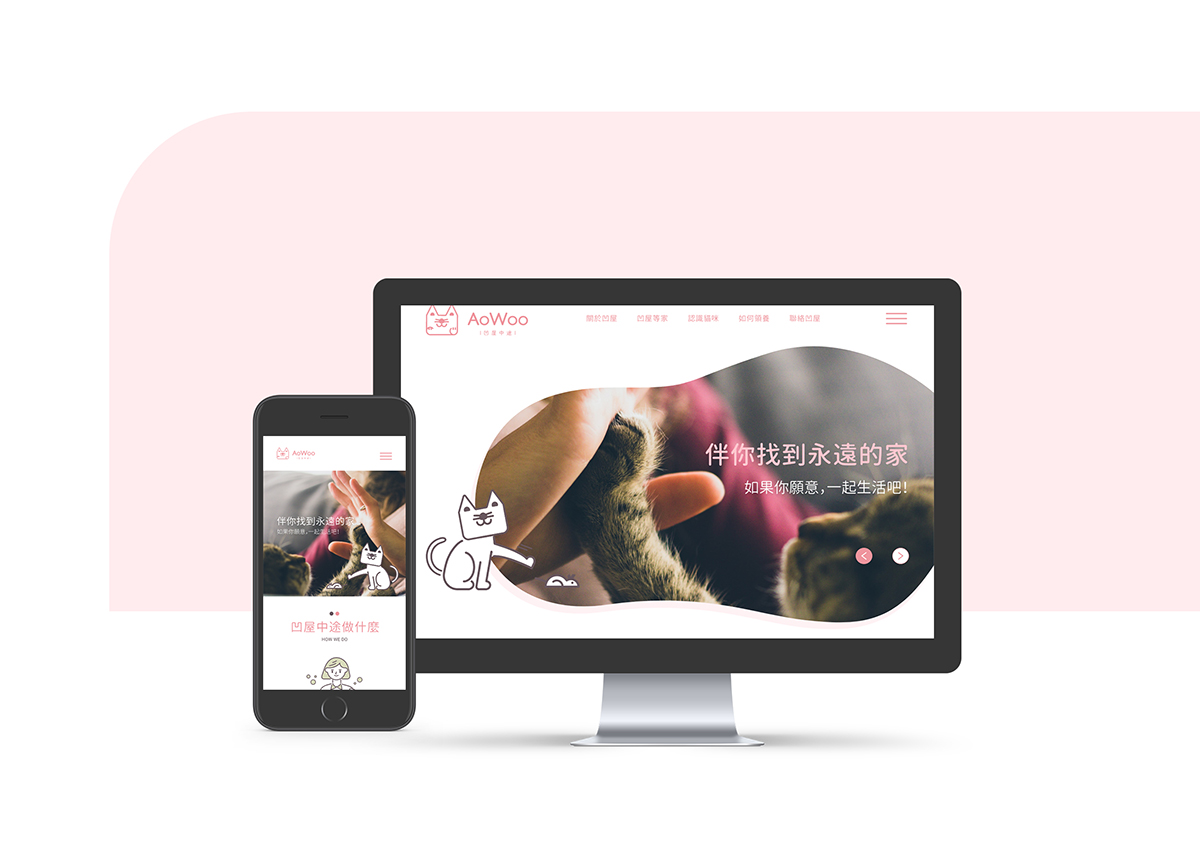 AoWoo
凹屋中途
關於凹屋
凹屋等家
認識貓咪
如何領養
聯絡凹屋
伴你找到永遠的家
如果你願意,一起生活吧!
AoWoo
伴你找到永遠的家
如果你願意,一起生活吧!
凹屋中途做什麼
HOW WE DO